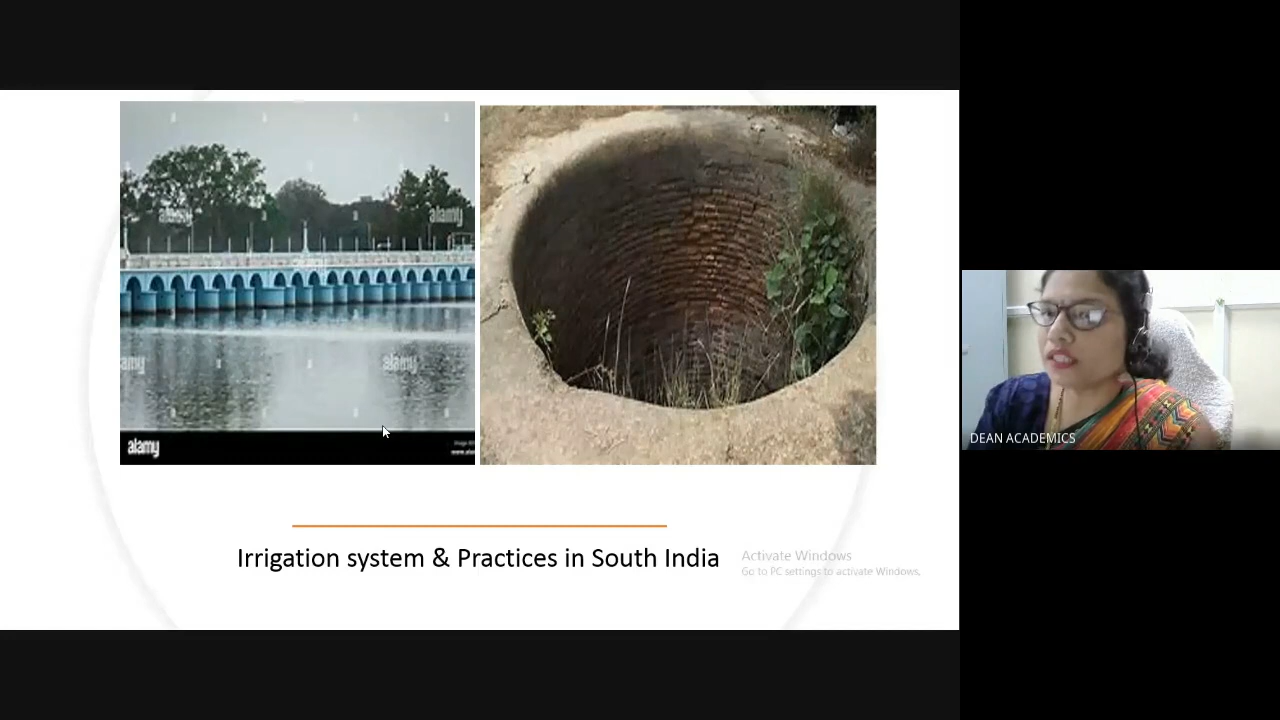 alamy
alamy
alamy
alamy
Irrigation system & Practices in South India
Activate Windows
Go to PC settings to activate Windows.
DEAN ACADEMICS